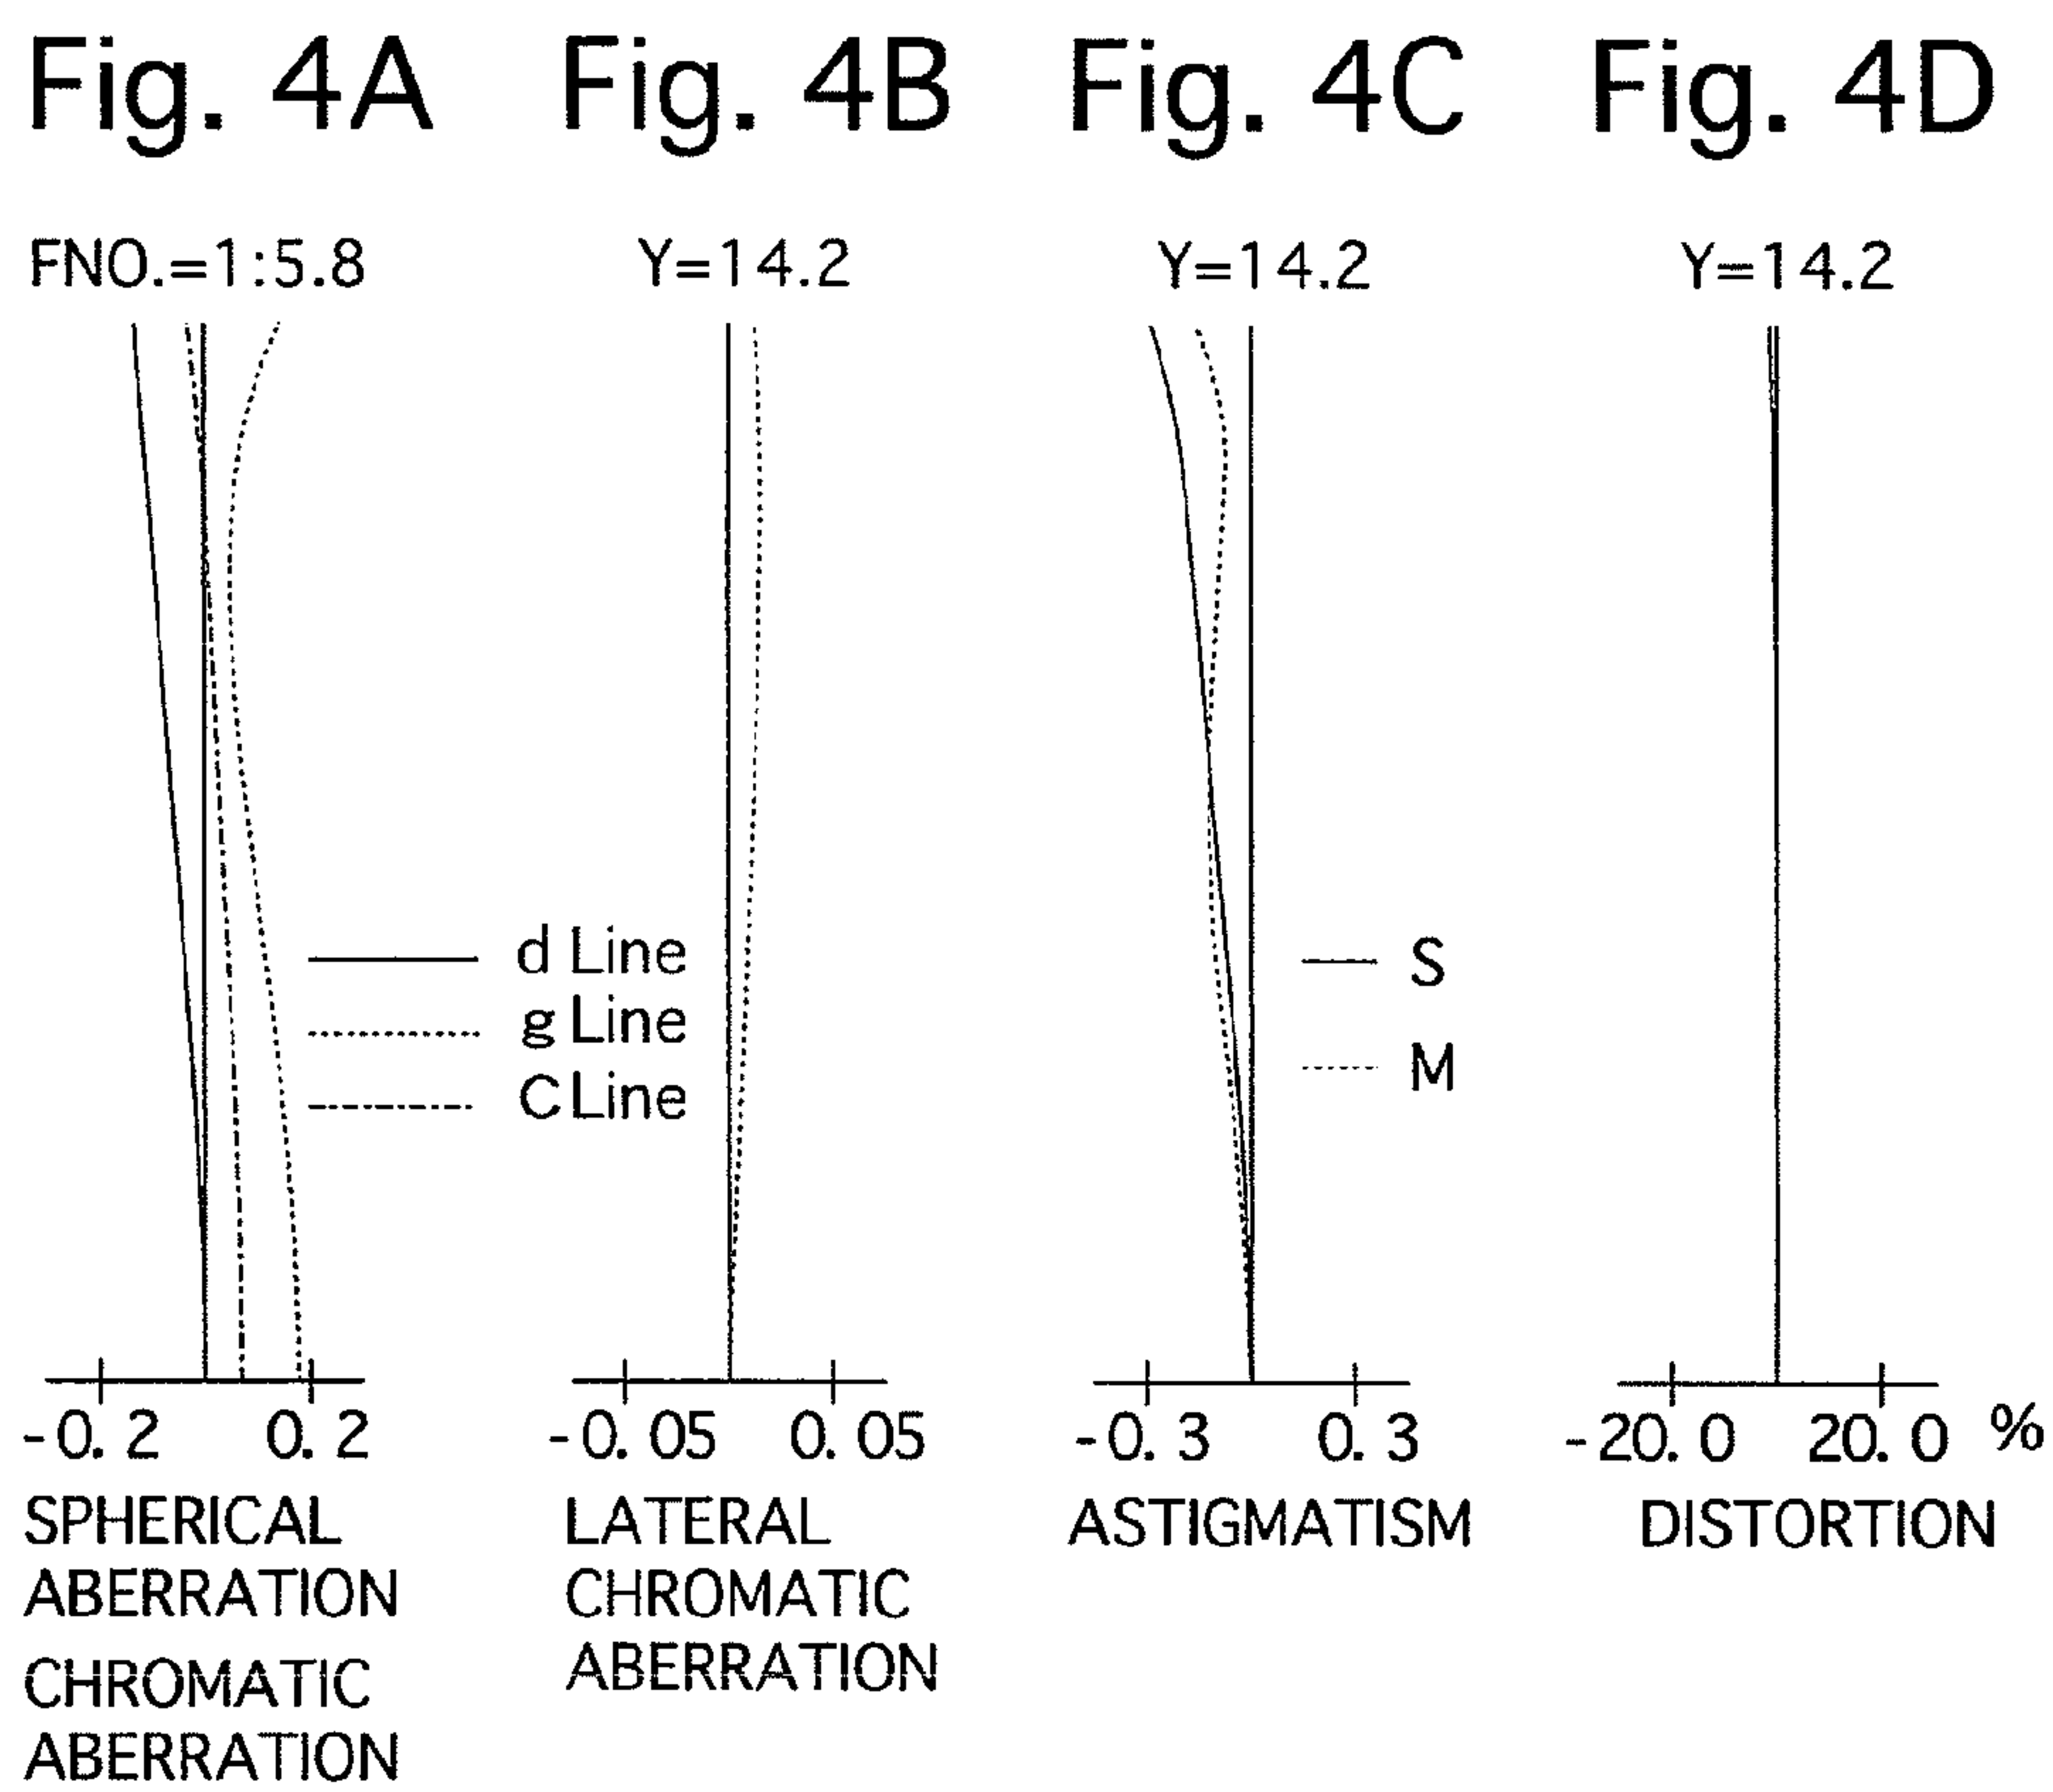 Fig. 4A
Fig. 4B
Fig. 4C
Fig. 4D
FNO.=1:5.8
Y=14.2
Y=14.2
Y=14.2
d Line
g Line
C Line
S
M
-0.2
0.2
-0.05
0.05
-0.3
0.3
-20.0
20.0
%
SPHERICAL
ABERRATION
CHROMATIC
ABERRATION
LATERAL
CHROMATIC
ABERRATION
ASTIGMATISM
DISTORTION